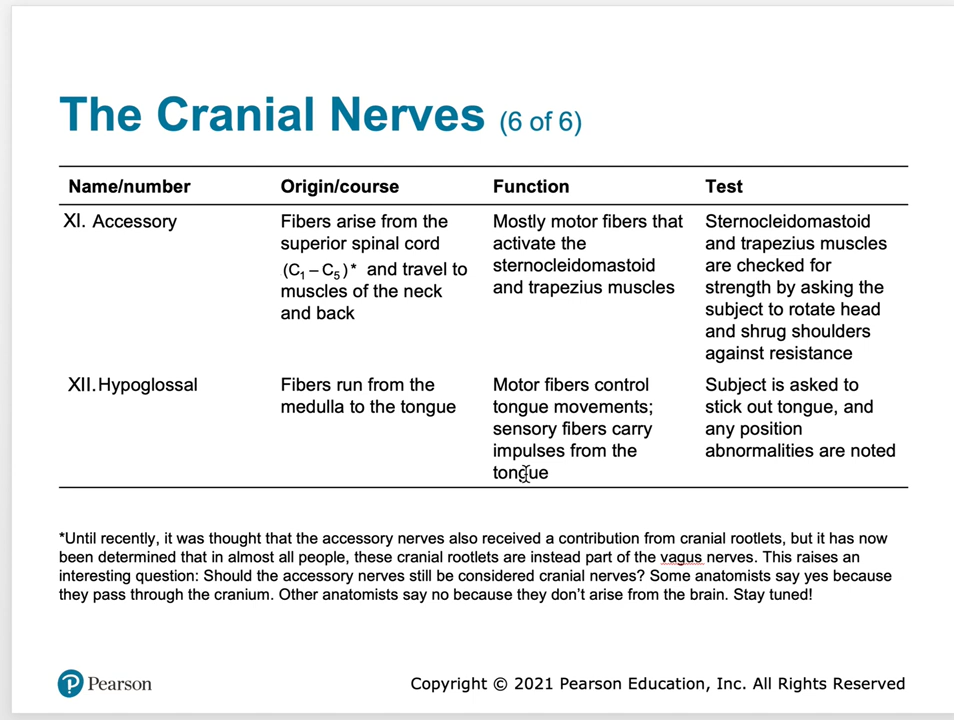 The Cranial Nerves (6 of 6)
Name/number Origin/course Function Test
XI. Accessory
Fibers arise from the
superior spinal cord
(C₁ – C₅)* and travel to
muscles of the neck
and back
Mostly motor fibers that
activate the
sternocleidomastoid
and trapezius muscles
Sternocleidomastoid
and trapezius muscles
are checked for
strength by asking the
subject to rotate head
and shrug shoulders
against resistance
XII. Hypoglossal
Fibers run from the
medulla to the tongue
Motor fibers control
tongue movements;
sensory fibers carry
impulses from the
tongue
Subject is asked to
stick out tongue, and
any position
abnormalities are noted
*Until recently, it was thought that the accessory nerves also received a contribution from cranial rootlets, but it has now
been determined that in almost all people, these cranial rootlets are instead part of the vagus nerves. This raises an
interesting question: Should the accessory nerves still be considered cranial nerves? Some anatomists say yes because
they pass through the cranium. Other anatomists say no because they don’t arise from the brain. Stay tuned!
P Pearson
Copyright © 2021 Pearson Education, Inc. All Rights Reserved